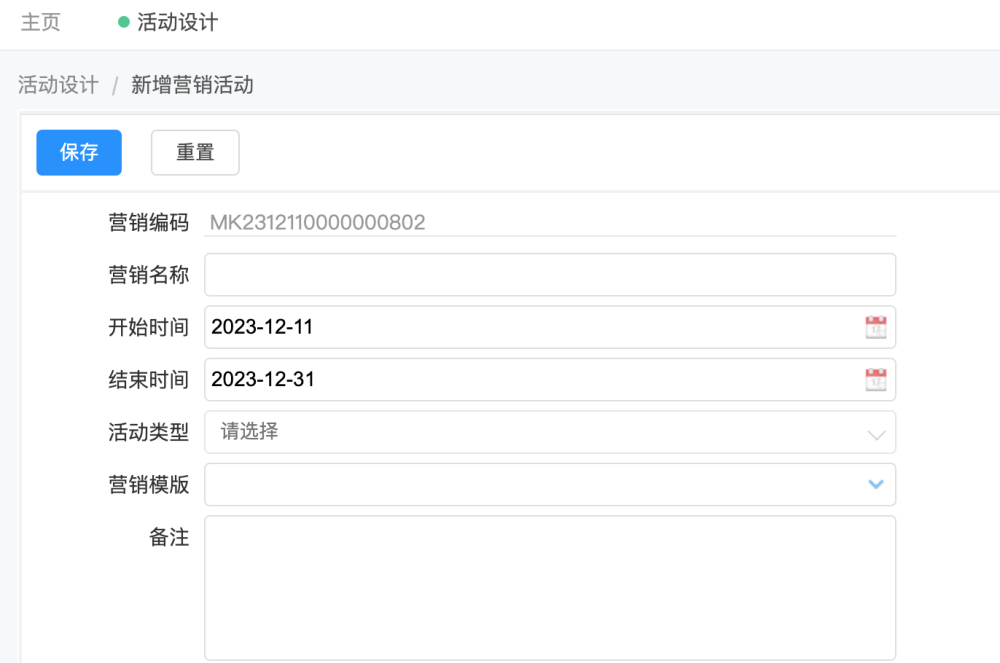 主页 活动设计
活动设计 / 新增营销活动
保存 重置
营销编码 MK2312110000000802
营销名称
开始时间 2023-12-11
结束时间 2023-12-31
活动类型 请选择
营销模版
备注